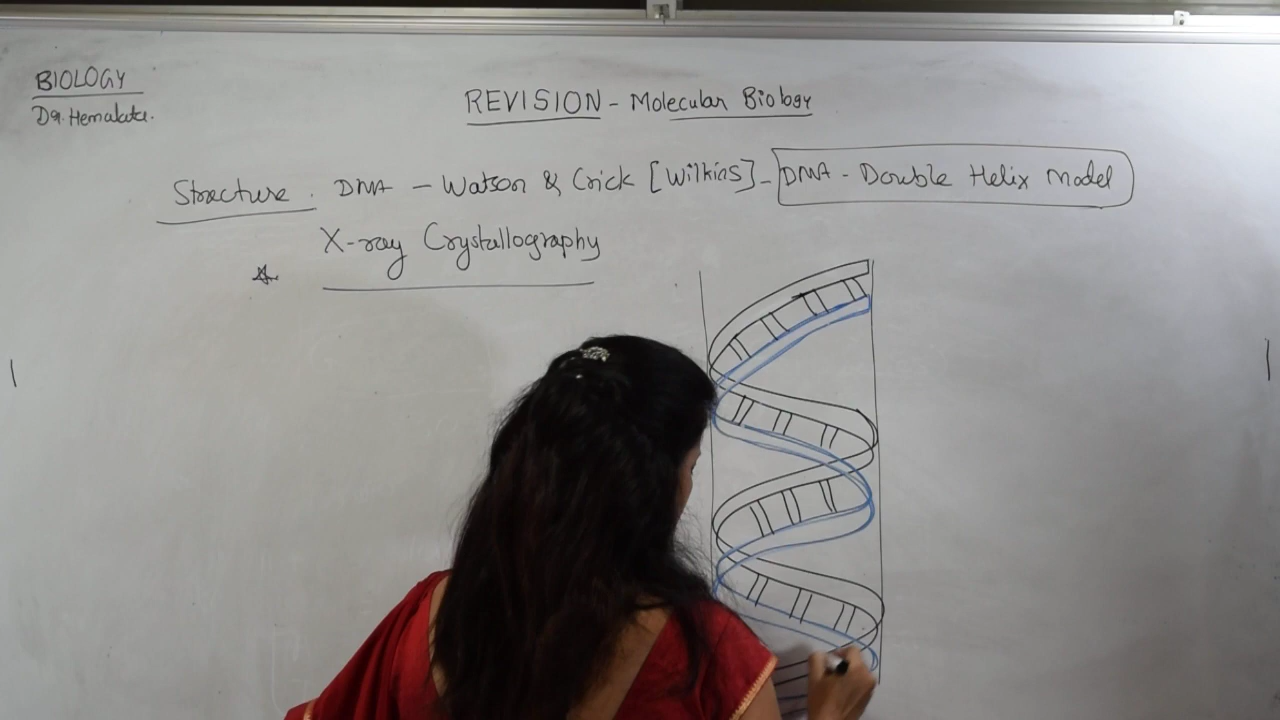 BIOLOGY
Dr. Hemalata.
REVISION - Molecular Biology
Structure. DNA - Watson & Crick [Wilkins] - DNA - Double Helix Model
X-ray Crystallography